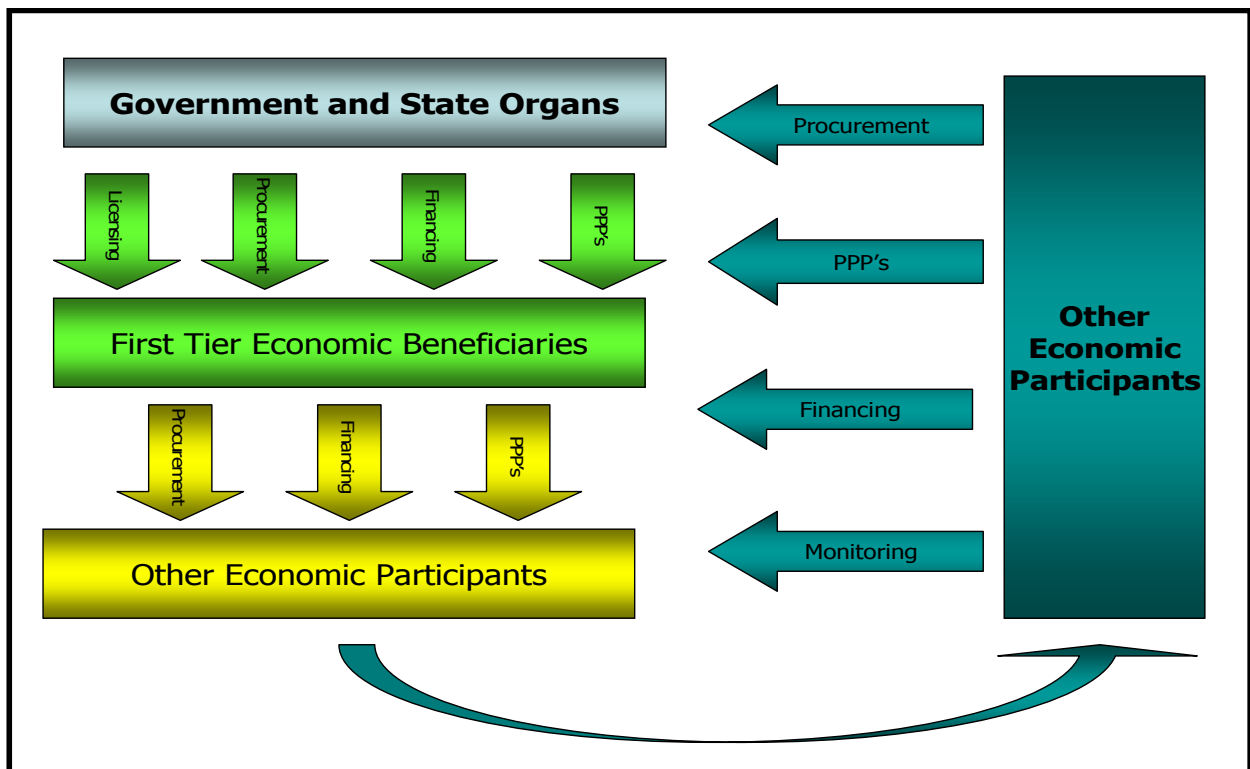 Government and State Organs
Licensing
Procurement
Financing
PPP's
First Tier Economic Beneficiaries
Procurement
Financing
PPP's
Other Economic Participants
Procurement
PPP's
Financing
Monitoring
Other
Economic
Participants